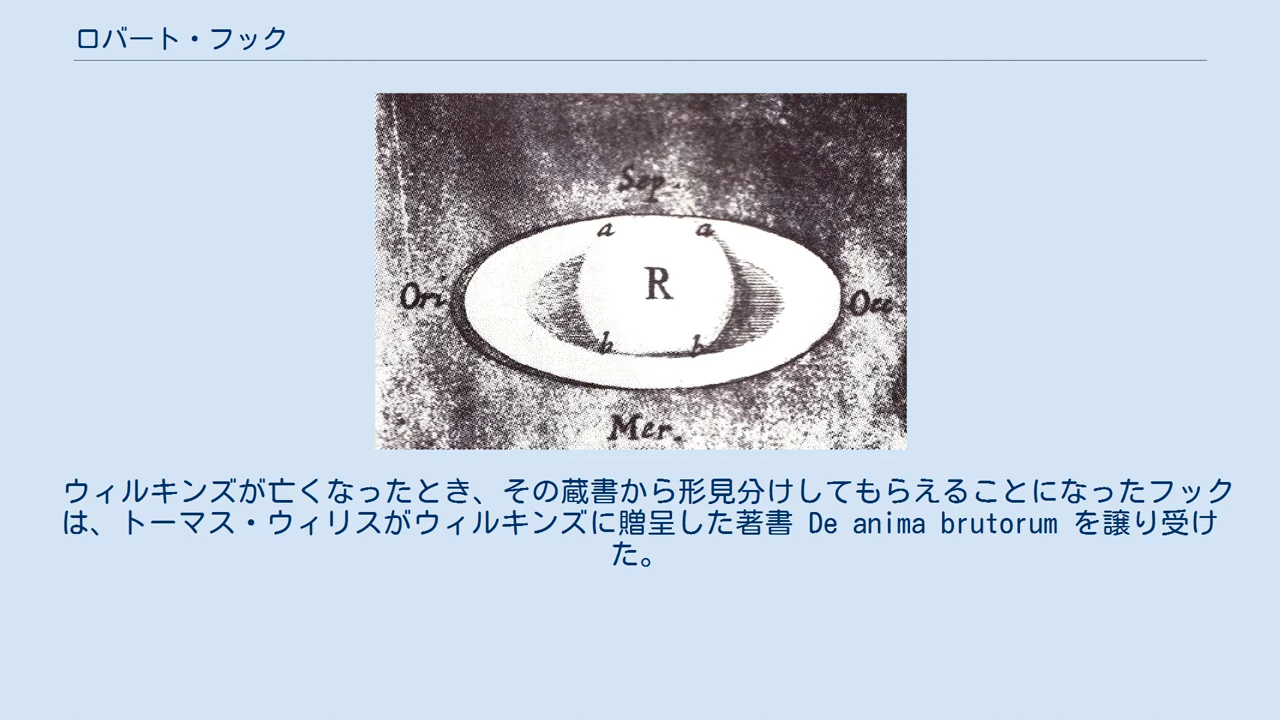 ロバート・フック
Sep.
a a
R
Ori.
Occ.
b b
Mer.
ウィルキンズが亡くなったとき、その蔵書から形見分けしてもらえることになったフック
は、トーマス・ウィリスがウィルキンズに贈呈した著書 De anima brutorum を譲り受け
た。